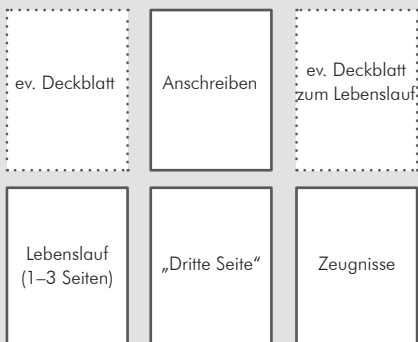 ev. Deckblatt
Anschreiben
ev. Deckblatt
zum Lebenslauf
Lebenslauf
(1–3 Seiten)
„Dritte Seite“
Zeugnisse